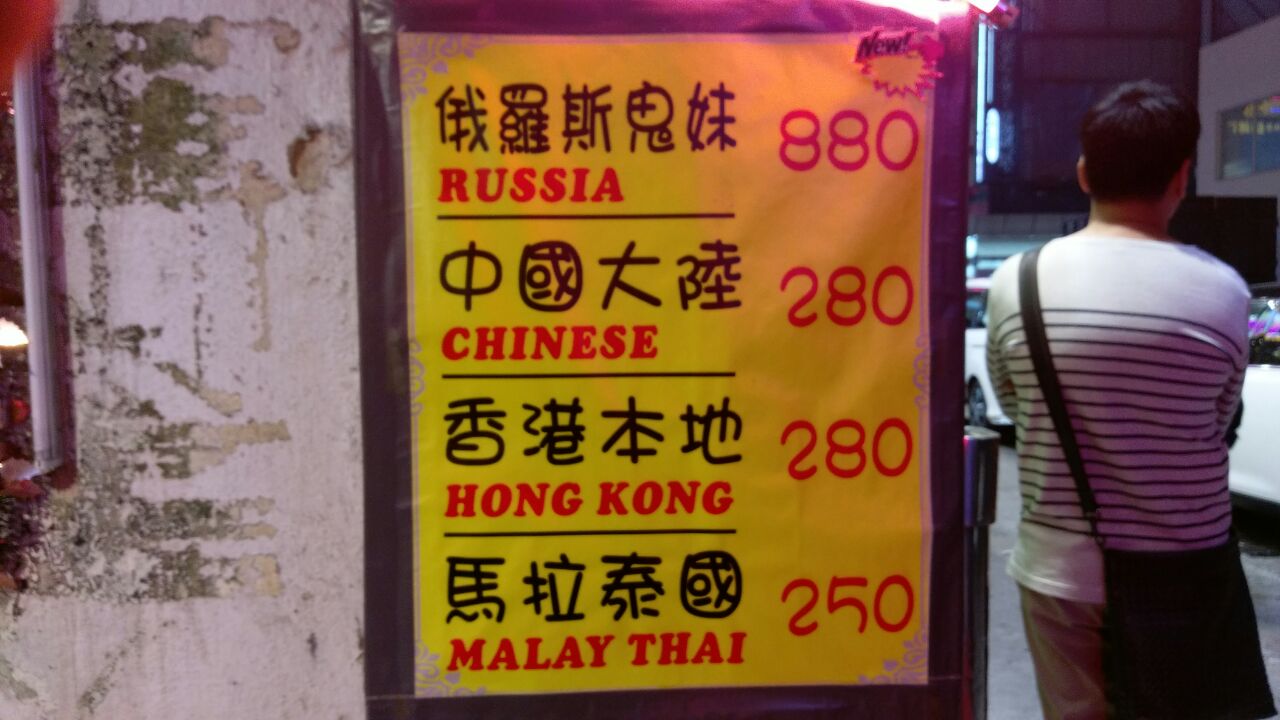 New!
俄羅斯鬼妹 880
RUSSIA
中國大陸 280
CHINESE
香港本地 280
HONG KONG
馬拉泰國 250
MALAY THAI